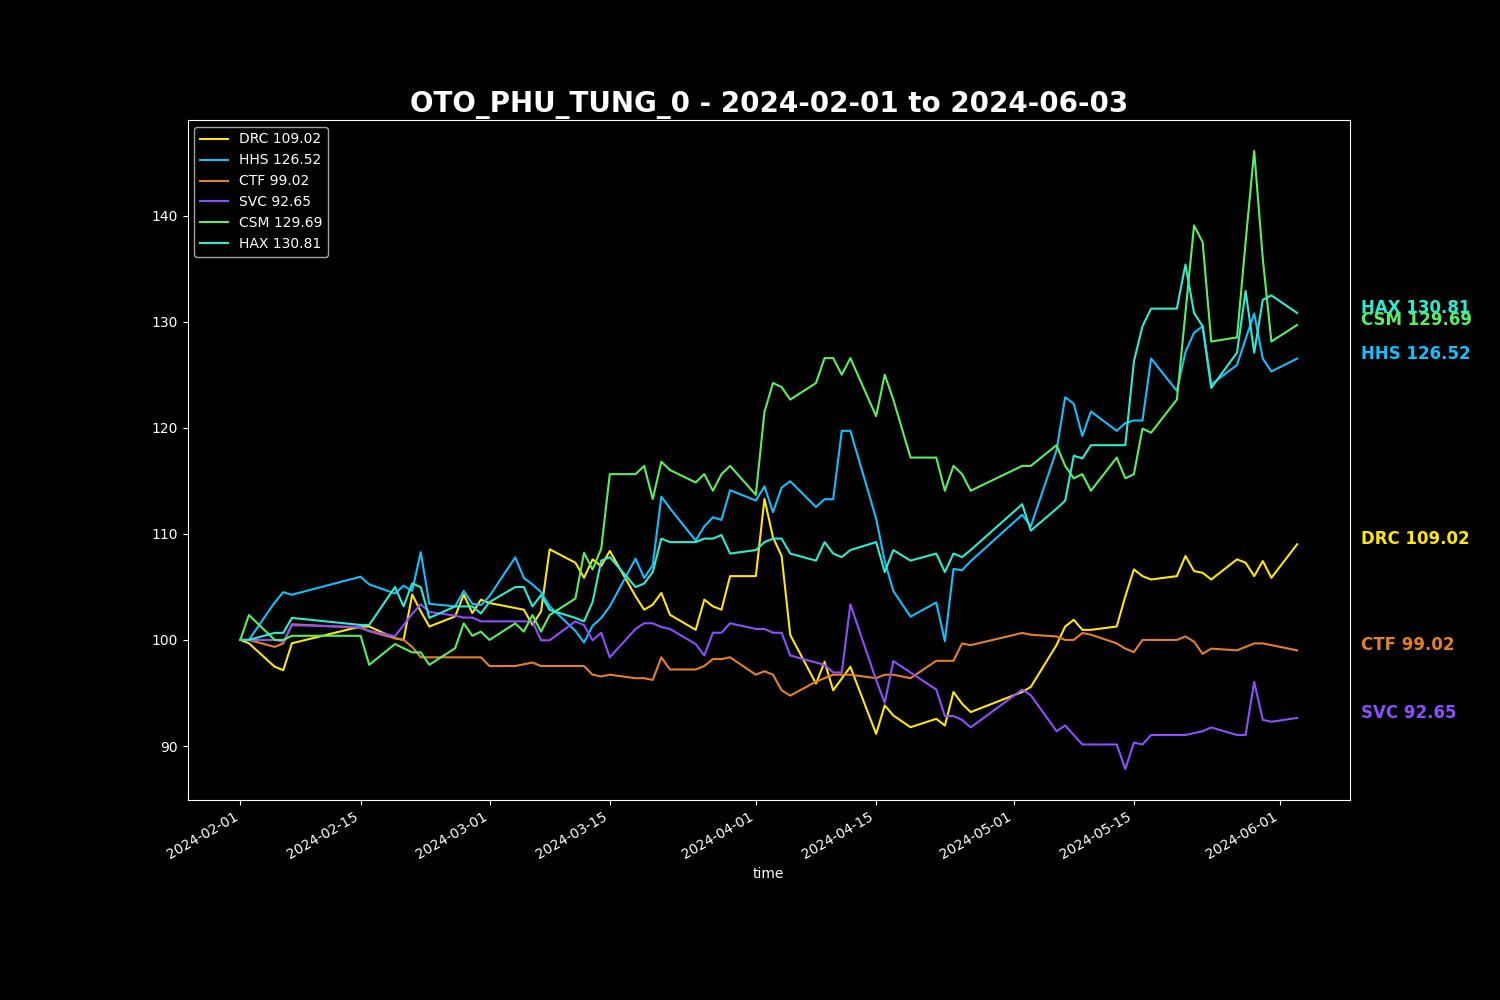 OTO_PHU_TUNG_0 - 2024-02-01 to 2024-06-03
DRC 109.02
HHS 126.52
CTF 99.02
SVC 92.65
CSM 129.69
HAX 130.81
140
130
120
110
100
90
HAX 130.81
CSM 129.69
HHS 126.52
DRC 109.02
CTF 99.02
SVC 92.65
2024-02-01
2024-02-15
2024-03-01
2024-03-15
2024-04-01
2024-04-15
2024-05-01
2024-05-15
2024-06-01
time